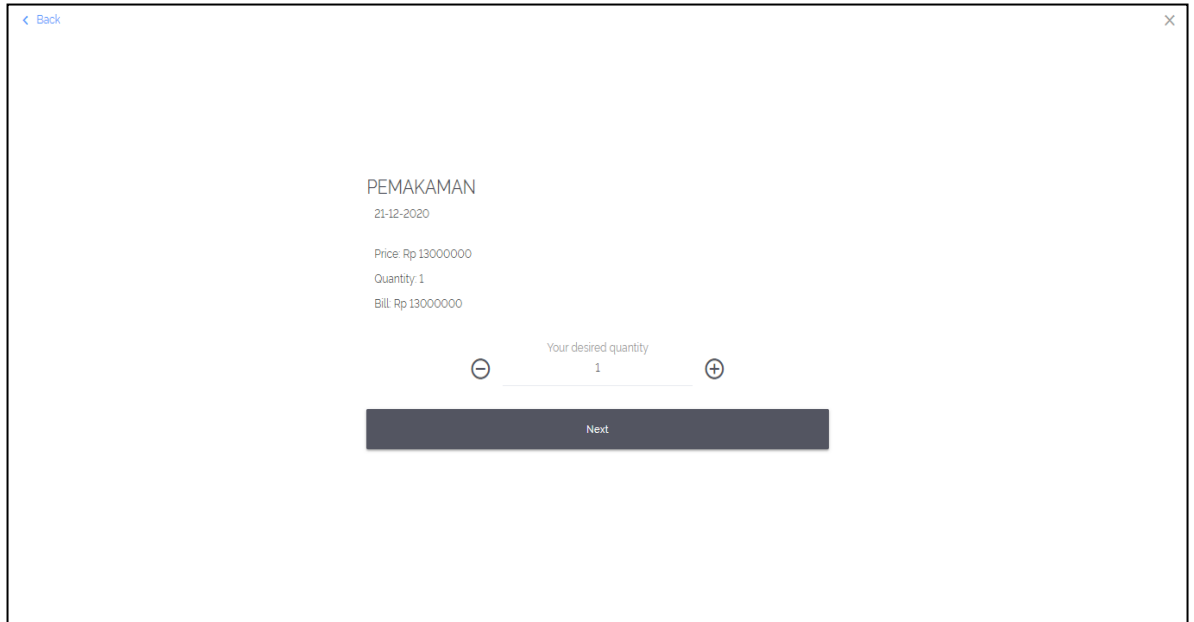 Back
PEMAKAMAN
21-12-2020
Price: Rp 13000000
Quantity: 1
Bill: Rp 13000000
Your desired quantity
1
Next